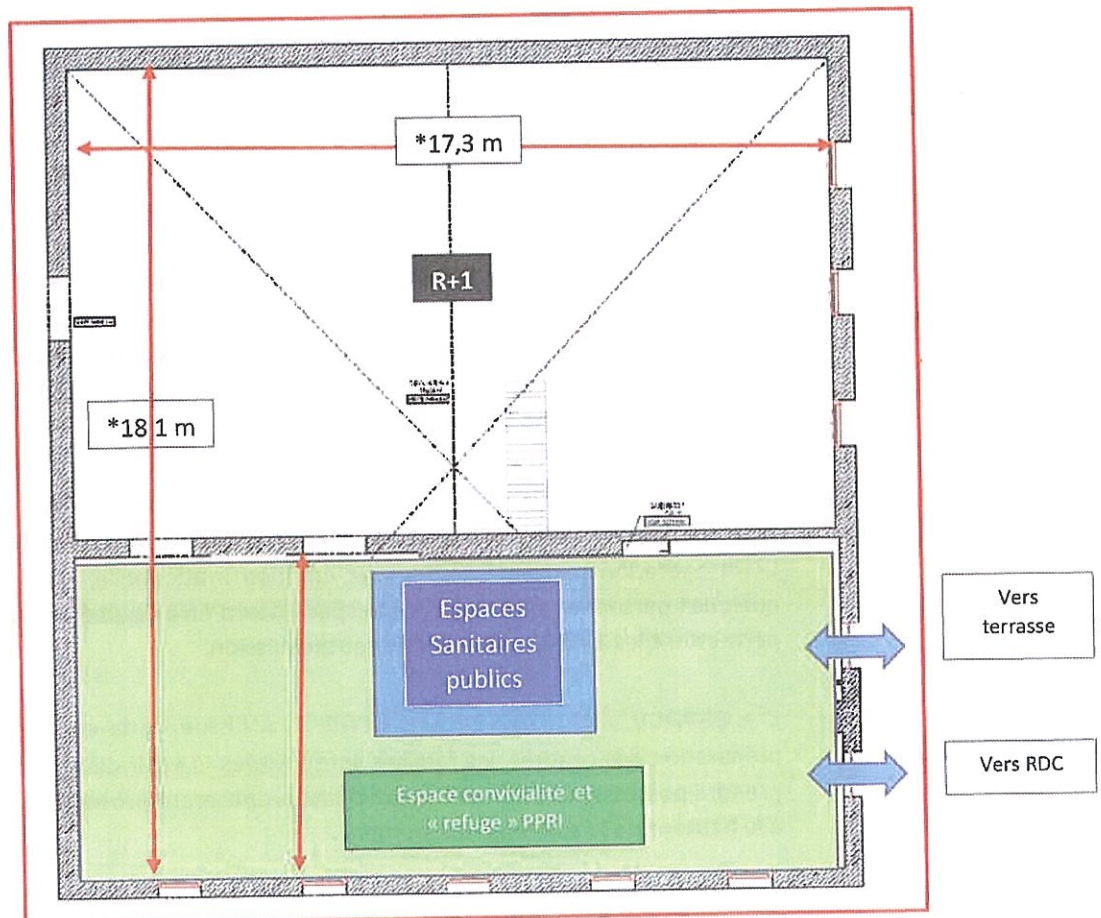 *17,3 m
R+1
*18,1 m
Espaces
Sanitaires
publics
Vers
terrasse
Vers RDC
Espace convivialité et
« refuge » PPRI